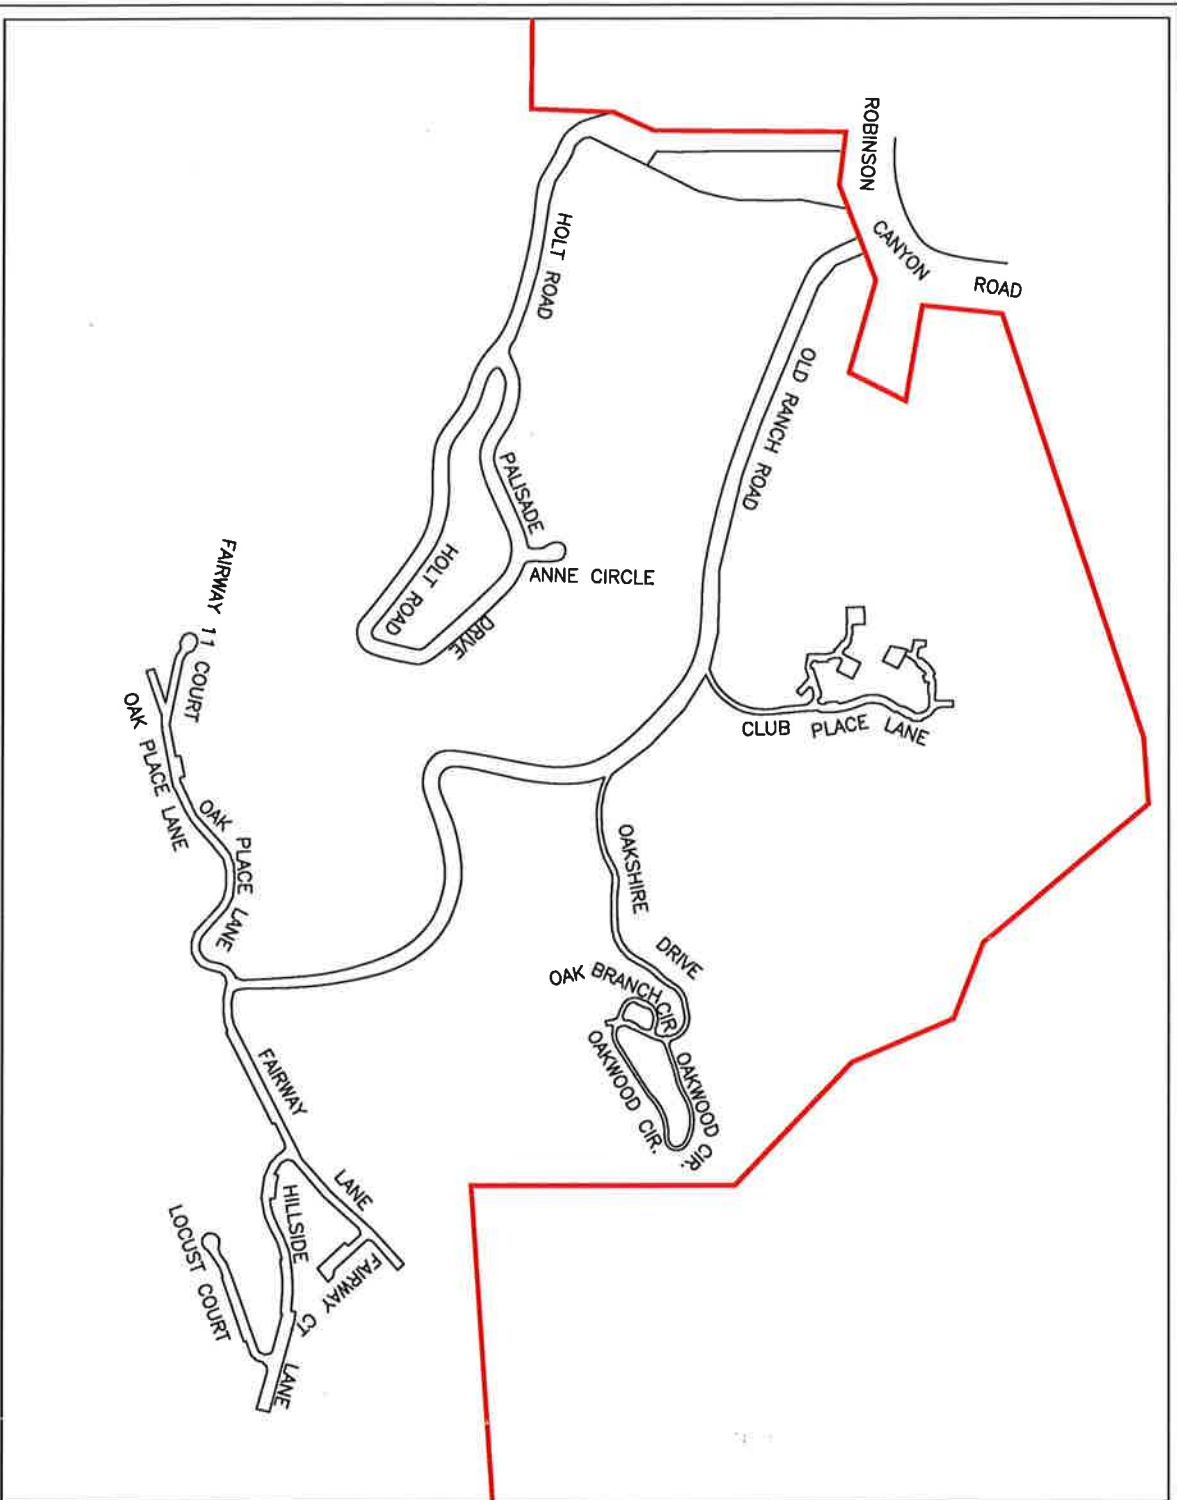 ROBINSON
CANYON
ROAD
HOLT ROAD
OLD RANCH ROAD
PALISADE
DRIVE
ANNE CIRCLE
HOLT ROAD
FAIRWAY 11 COURT
OAK PLACE LANE
OAK PLACE LANE
CLUB PLACE LANE
OAKSHIRE
DRIVE
OAK BRANCH CIR
OAKWOOD CIR.
OAKWOOD CIR.
FAIRWAY
LANE
HILLSIDE
LANE
FAIRWAY
CT
LOCUST COURT